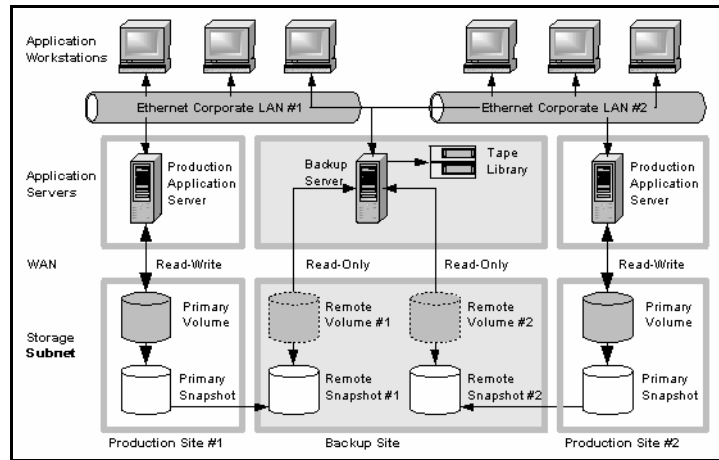 Application
Workstations
Ethernet Corporate LAN #1
Ethernet Corporate LAN #2
Application
Servers
Production
Application
Server
Backup
Server
Tape
Library
Production
Application
Server
WAN
Read-Write
Read-Only
Read-Only
Read-Write
Storage
Subnet
Primary
Volume
Remote
Volume #1
Remote
Volume #2
Primary
Volume
Primary
Snapshot
Remote
Snapshot #1
Remote
Snapshot #2
Primary
Snapshot
Production Site #1
Backup Site
Production Site #2